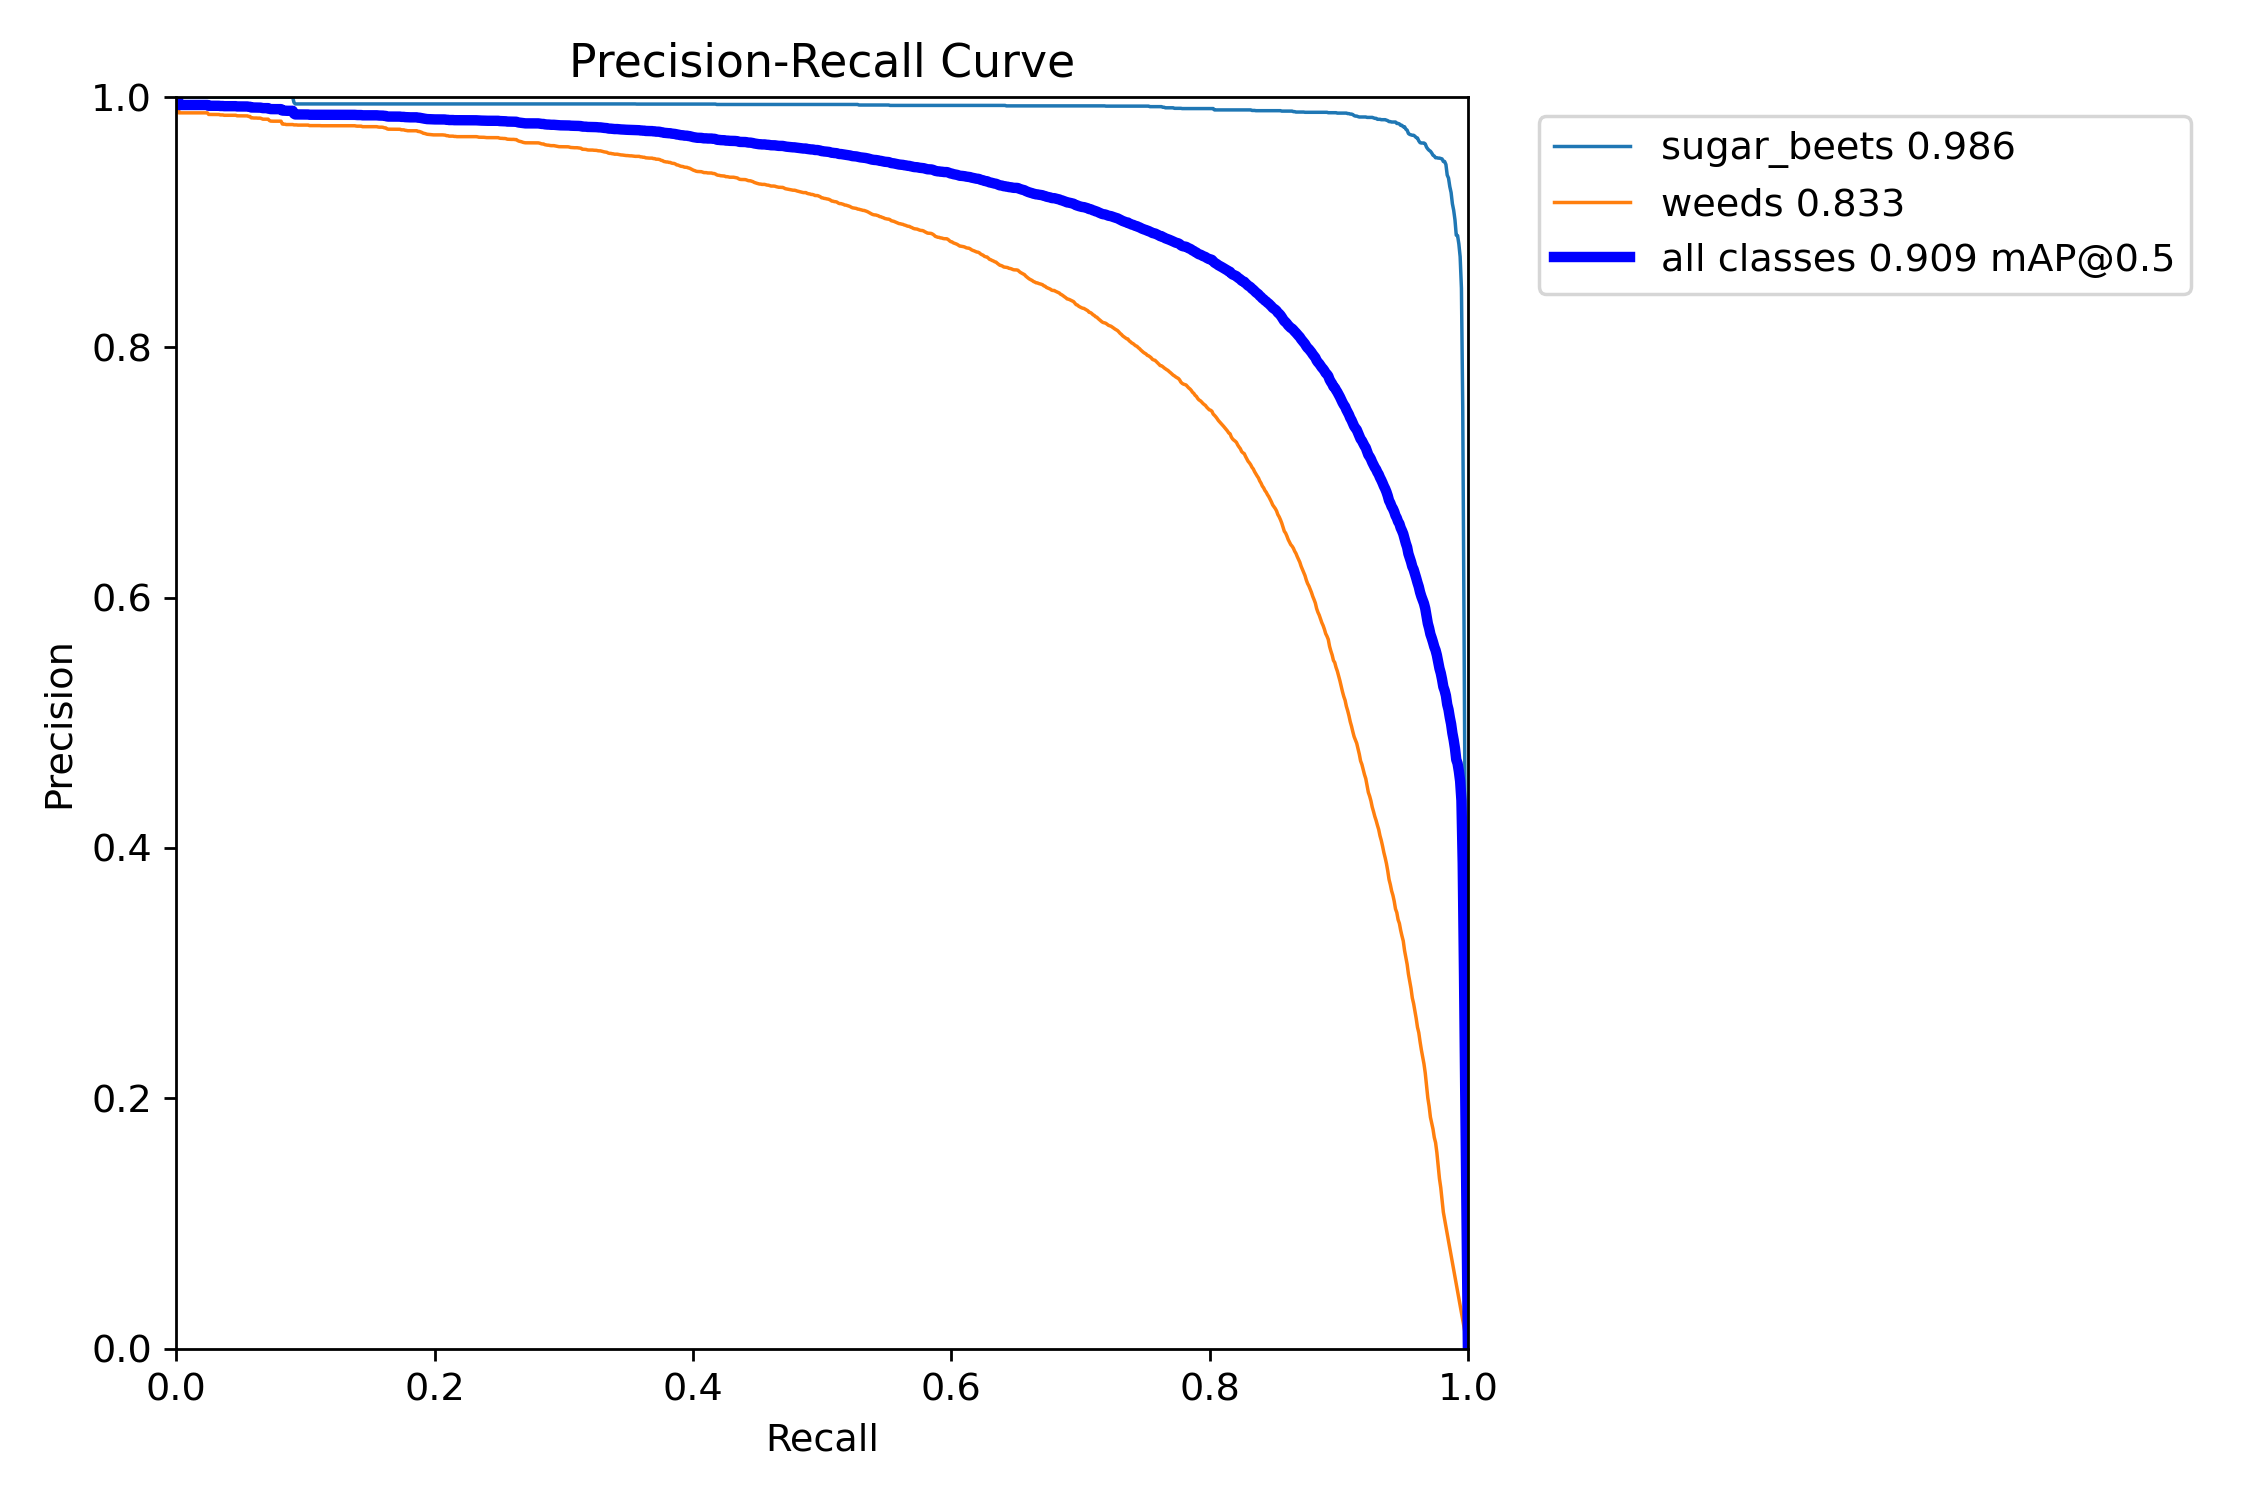 Precision-Recall Curve
1.0
0.8
0.6
0.4
0.2
0.0
Precision
0.0 0.2 0.4 0.6 0.8 1.0
Recall
sugar_beets 0.986
weeds 0.833
all classes 0.909 mAP@0.5